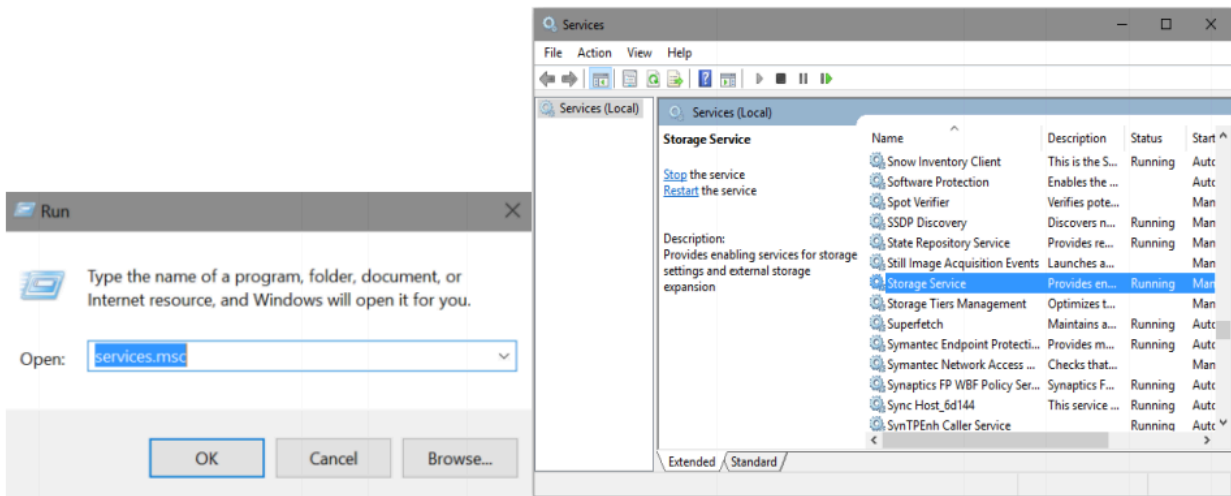 Run
Type the name of a program, folder, document, or
Internet resource, and Windows will open it for you.
Open: services.msc
OK Cancel Browse...
Services
File Action View Help
Services (Local)
Services (Local)
Storage Service
Stop the service
Restart the service
Description:
Provides enabling services for storage
settings and external storage
expansion
Name Description Status Start
Snow Inventory Client This is the S... Running Autc
Software Protection Enables the ... Autc
Spot Verifier Verifies pote... Man
SSDP Discovery Discovers n... Running Man
State Repository Service Provides re... Running Man
Still Image Acquisition Events Launches a... Man
Storage Service Provides en... Running Man
Storage Tiers Management Optimizes t... Man
Superfetch Maintains a... Running Autc
Symantec Endpoint Protecti... Provides m... Running Autc
Symantec Network Access ... Checks that... Man
Synaptics FP WBF Policy Ser... Synaptics F... Running Autc
Sync Host_6d144 This service ... Running Autc
SynTPEnh Caller Service Running Autc
Extended Standard